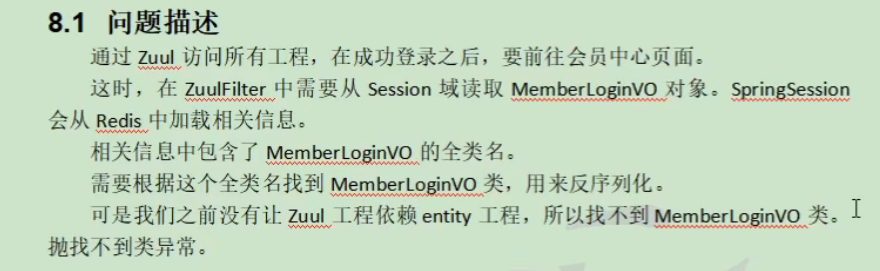 8.1 问题描述
通过 Zuul 访问所有工程，在成功登录之后，要前往会员中心页面。
这时，在 ZuulFilter 中需要从 Session 域读取 MemberLoginVO 对象。SpringSession
会从 Redis 中加载相关信息。
相关信息中包含了 MemberLoginVO 的全类名。
需要根据这个全类名找到 MemberLoginVO 类，用来反序列化。
可是我们之前没有让 Zuul 工程依赖 entity 工程，所以找不到 MemberLoginVO 类。
抛找不到类异常。